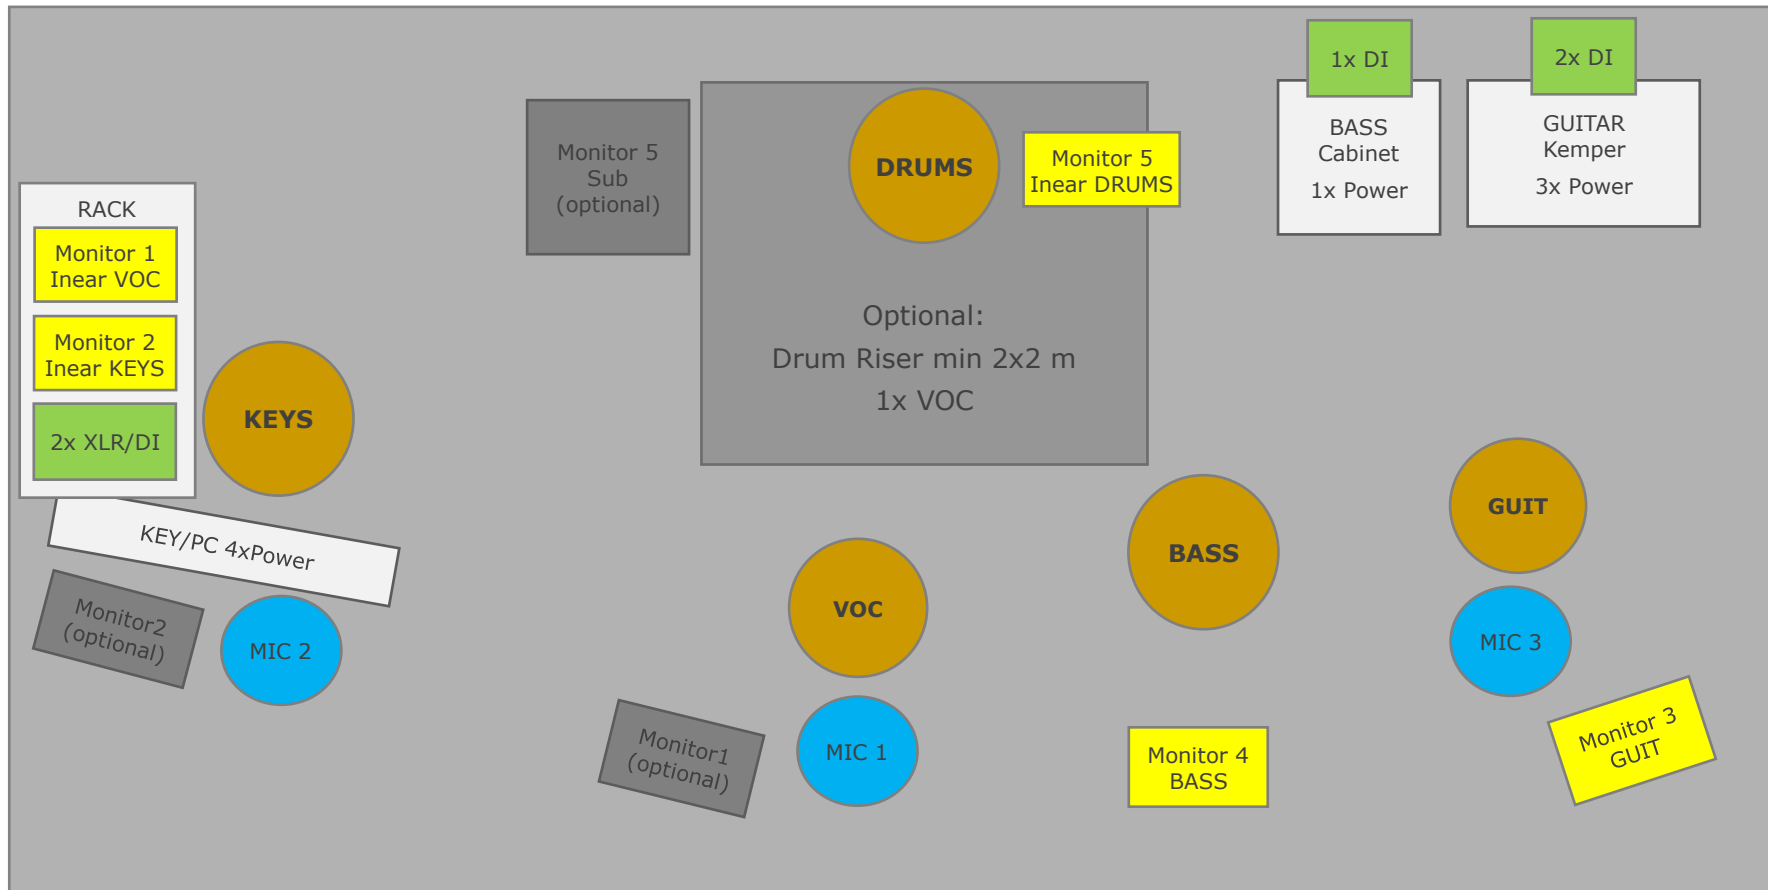 1x DI
2x DI
BASS
Cabinet
1x Power
GUITAR
Kemper
3x Power
Monitor 5
Sub
(optional)
DRUMS
Monitor 5
Inear DRUMS
Optional:
Drum Riser min 2x2 m
1x VOC
RACK
Monitor 1
Inear VOC
Monitor 2
Inear KEYS
2x XLR/DI
KEYS
KEY/PC 4xPower
Monitor2
(optional)
MIC 2
VOC
MIC 1
Monitor1
(optional)
BASS
Monitor 4
BASS
GUIT
MIC 3
Monitor 3
GUIT